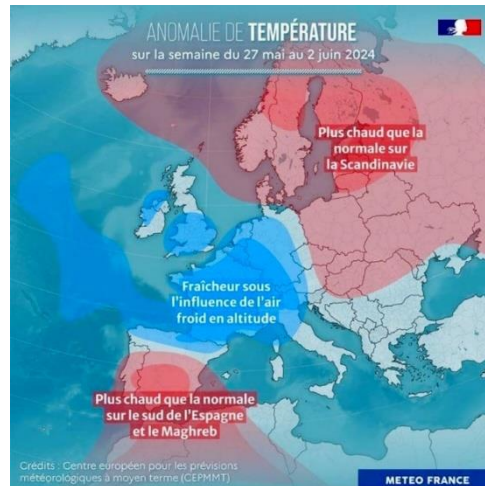 ANOMALIE DE TEMPÉRATURE
sur la semaine du 27 mai au 2 juin 2024
Plus chaud que la
normale sur
la Scandinavie
Fraîcheur sous
l'influence de l'air
froid en altitude
Plus chaud que la normale
sur le sud de l'Espagne
et le Maghreb
Crédits : Centre européen pour les prévisions
météorologiques à moyen terme (CEPMMT)
METEO FRANCE